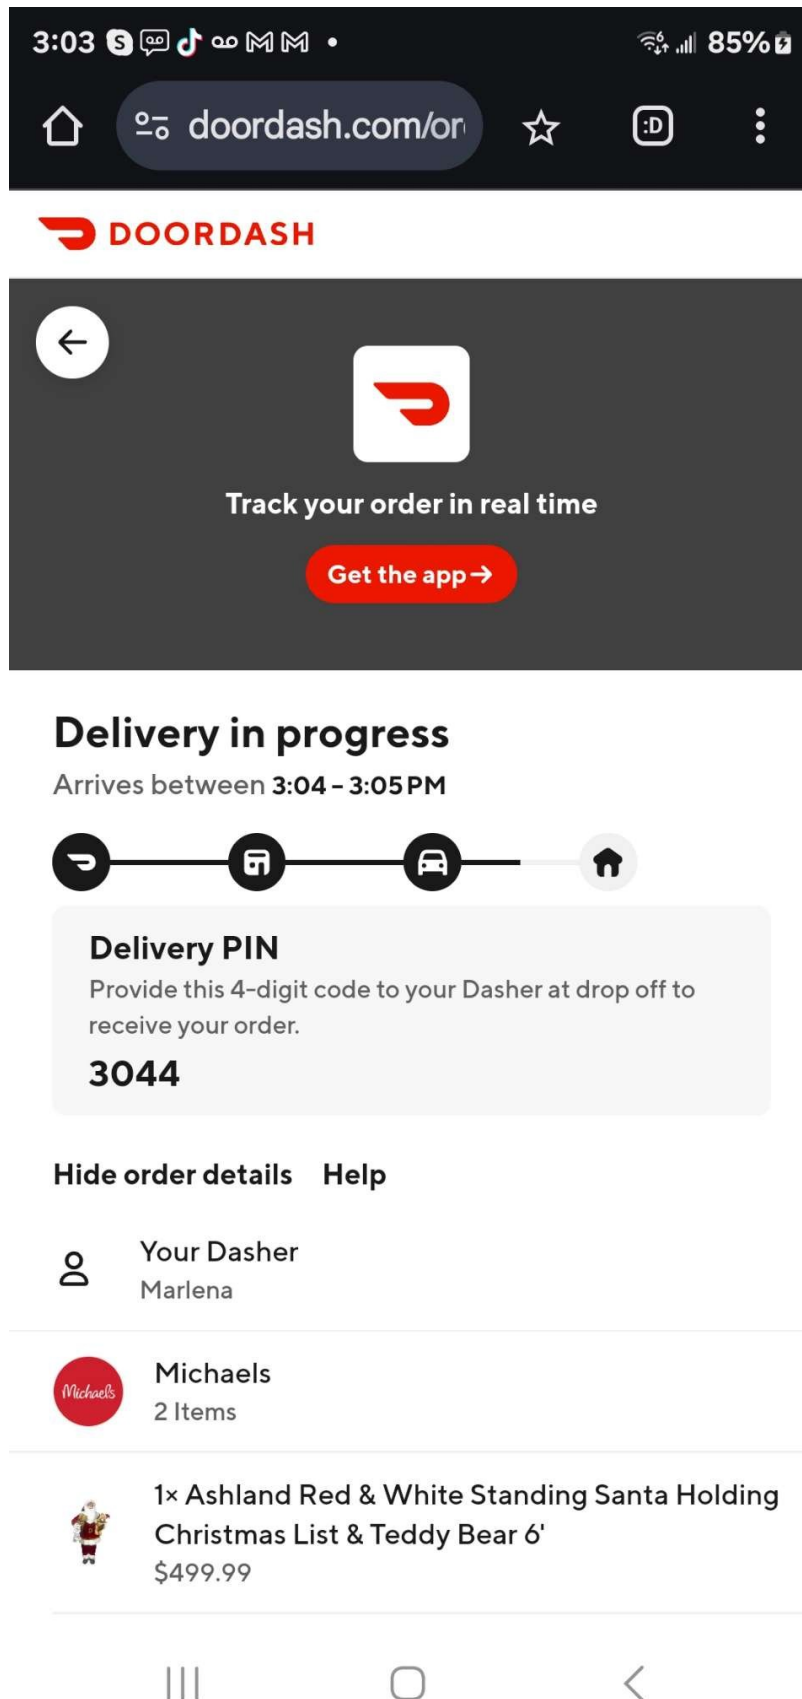 3:03 85%
doordash.com/or
DOORDASH
Track your order in real time
Get the app→
Delivery in progress
Arrives between 3:04 – 3:05 PM
Delivery PIN
Provide this 4-digit code to your Dasher at drop off to
receive your order.
3044
Hide order details Help
Your Dasher
Marlena
Michaels
Michaels
2 Items
1× Ashland Red & White Standing Santa Holding
Christmas List & Teddy Bear 6'
$499.99